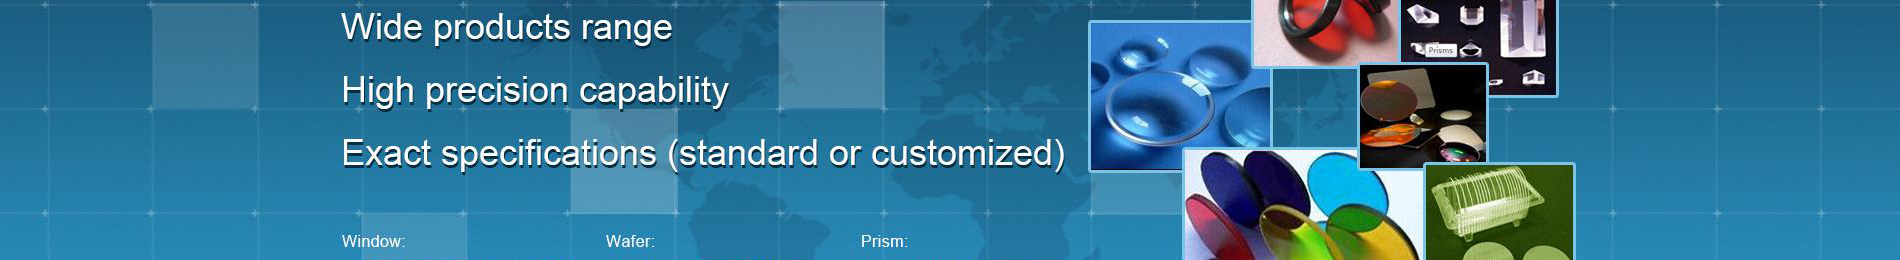 Wide products range
High precision capability
Exact specifications (standard or customized)
Window:
Wafer:
Prism:
Prisms